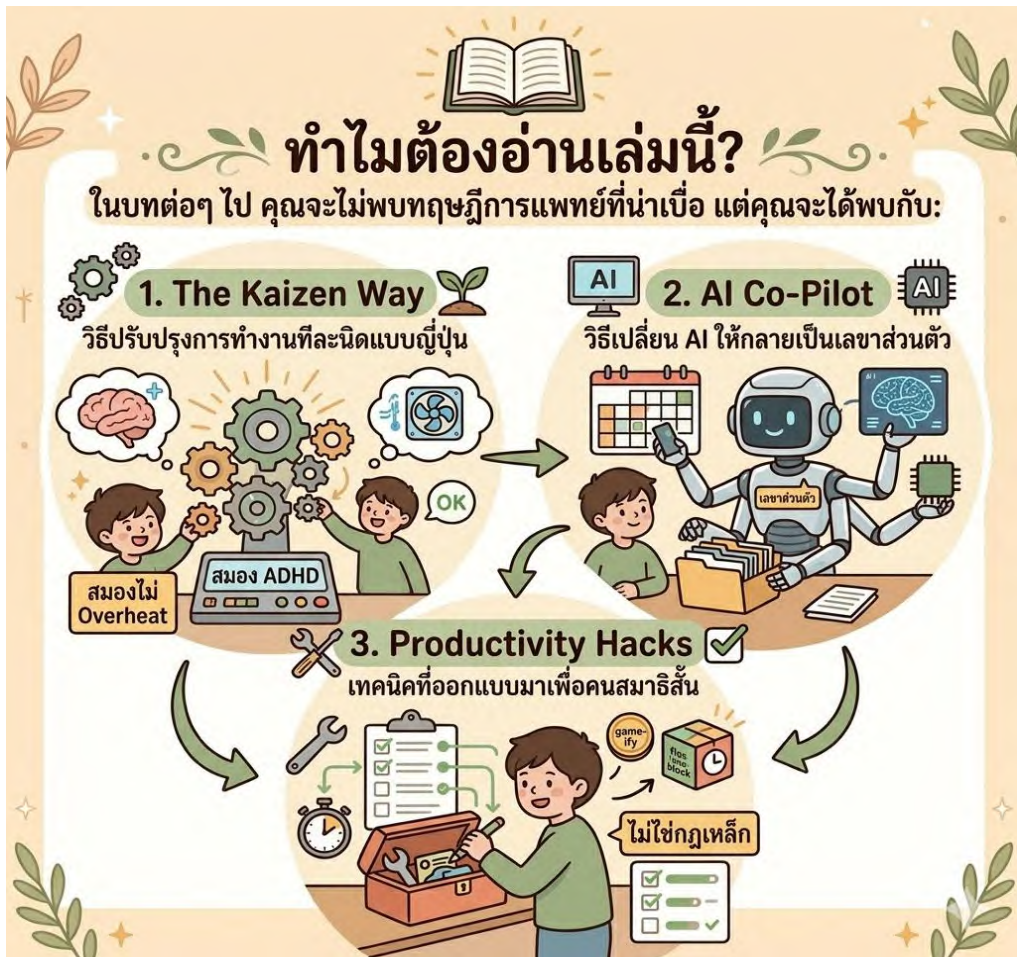 ทำไมต้องอ่านเล่มนี้?
ในบทต่อๆ ไป คุณจะไม่พบทฤษฎีการแพทย์ที่น่าเบื่อ แต่คุณจะได้พบกับ:
1. The Kaizen Way
วิธีปรับปรุงการทำงานทีละนิดแบบญี่ปุ่น
OK
สมอง ADHD
สมองไม่
Overheat
AI
2. AI Co-Pilot
AI
วิธีเปลี่ยน AI ให้กลายเป็นเลขาส่วนตัว
เลขาส่วนตัว
3. Productivity Hacks
เทคนิคที่ออกแบบมาเพื่อคนสมาธิสั้น
game-
ify
block
ไม่ใช่กฎเหล็ก